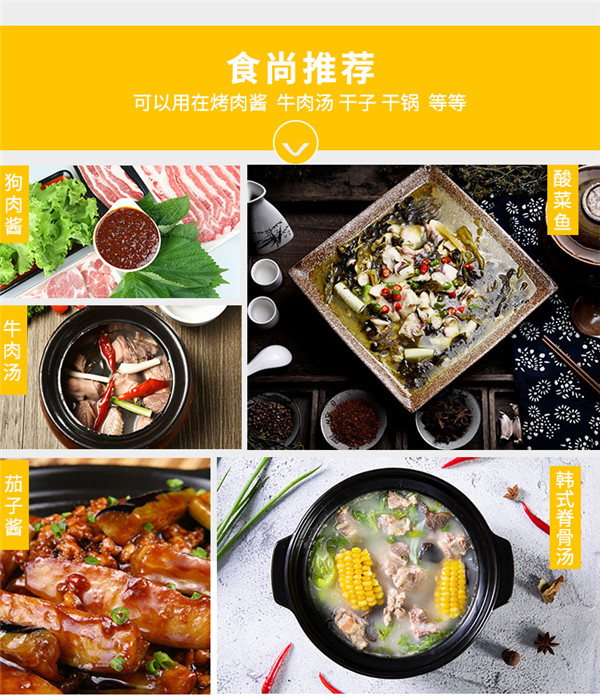 食尚推荐
可以用在烤肉酱 牛肉汤 干子 干锅 等等
狗肉酱
酸菜鱼
牛肉汤
茄子酱
韩式脊骨汤